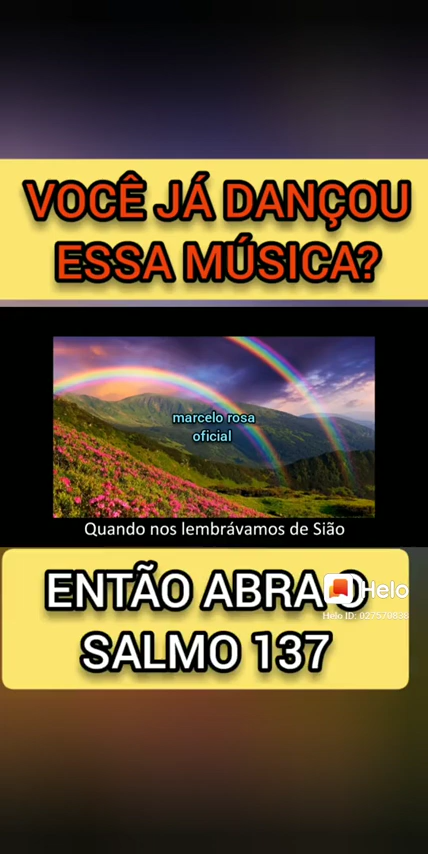 VOCÊ JÁ DANÇOU
ESSA MÚSICA?
marcelo rosa
oficial
Quando nos lembrávamos de Sião
ENTÃO ABRA O
SALMO 137
Helo
Helo ID: 027570836